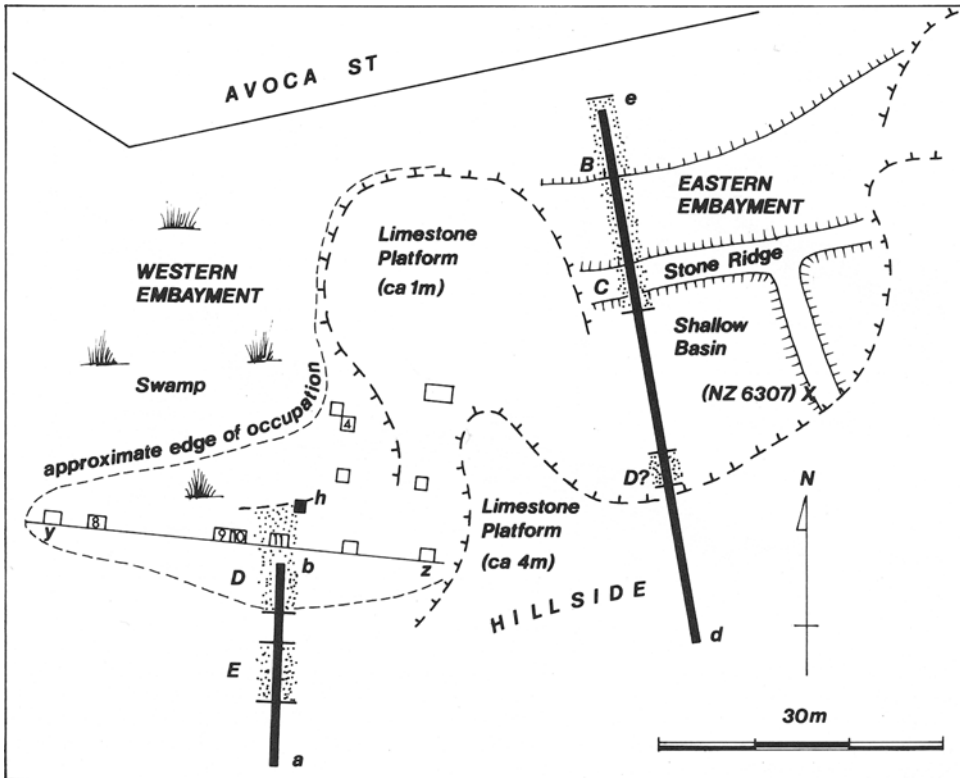 AVOCA ST
e
B
EASTERN
EMBAYMENT
Limestone
Platform
(ca 1m)
WESTERN
EMBAYMENT
Stone Ridge
C
Shallow
Basin
Swamp
(NZ 6307) X
approximate edge of occupation
4
D?
N
h
Limestone
Platform
(ca 4m)
8
y
9
10
11
b
z
D
HILLSIDE
d
E
30m
a